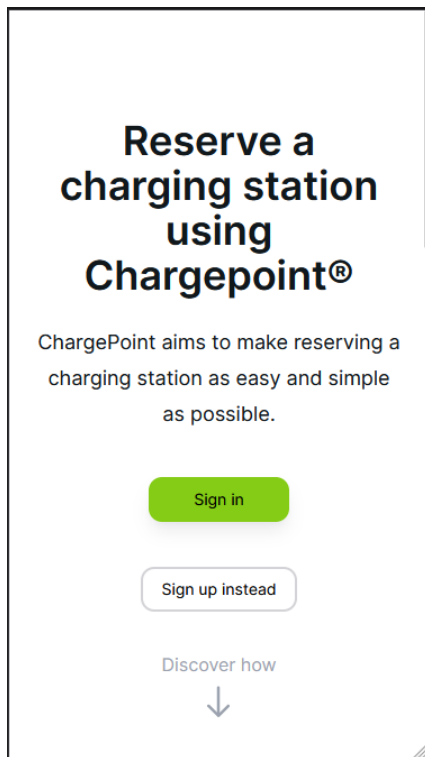 Reserve a
charging station
using
Chargepoint®
ChargePoint aims to make reserving a
charging station as easy and simple
as possible.
Sign in
Sign up instead
Discover how